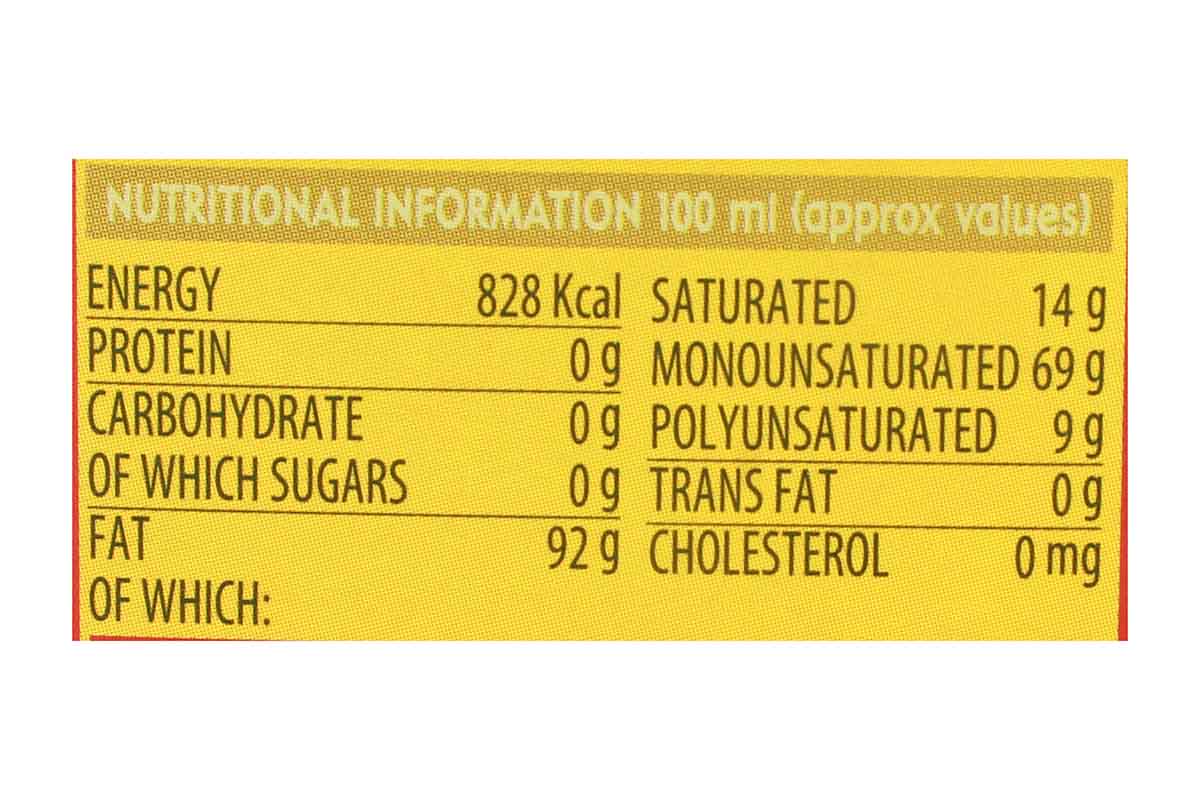 NUTRITIONAL INFORMATION 100 ml (approx values)
ENERGY 828 Kcal
PROTEIN 0 g
CARBOHYDRATE 0 g
OF WHICH SUGARS 0 g
FAT 92 g
OF WHICH:
SATURATED 14 g
MONOUNSATURATED 69 g
POLYUNSATURATED 9 g
TRANS FAT 0 g
CHOLESTEROL 0 mg